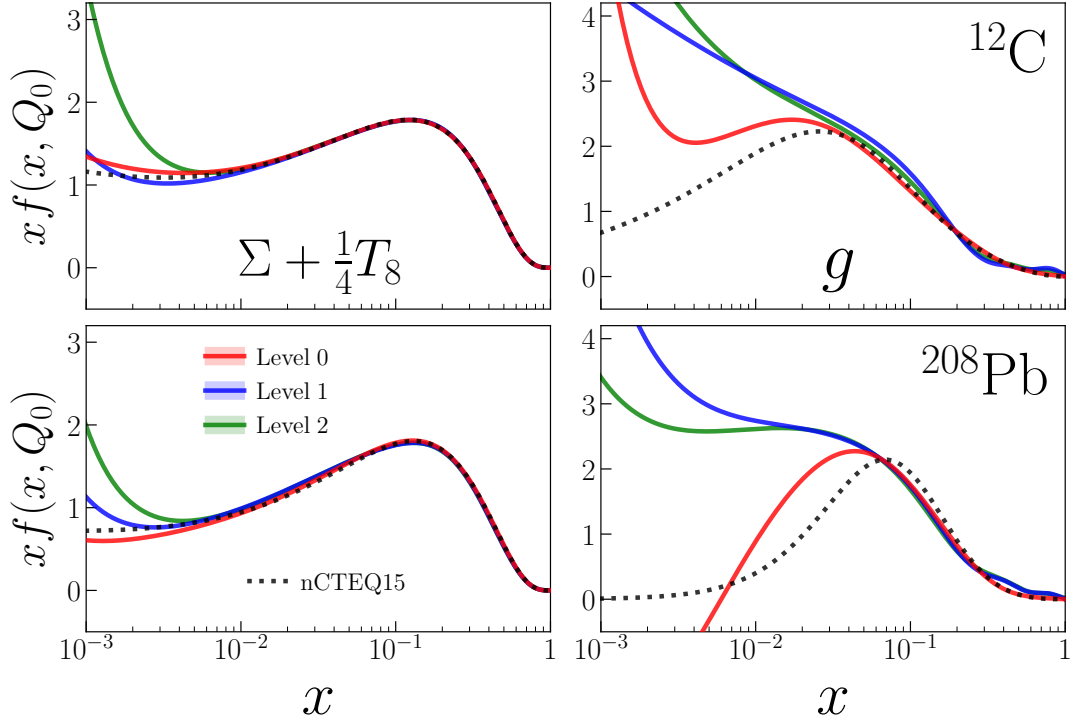 xf(x, Q₀)
3
2
1
0
Σ + ¼T₈
4
3
2
1
0
¹²C
g
xf(x, Q₀)
3
2
1
0
Level 0
Level 1
Level 2
nCTEQ15
10⁻³ 10⁻² 10⁻¹ 1
x
4
3
2
1
0
²⁰⁸Pb
10⁻³ 10⁻² 10⁻¹ 1
x